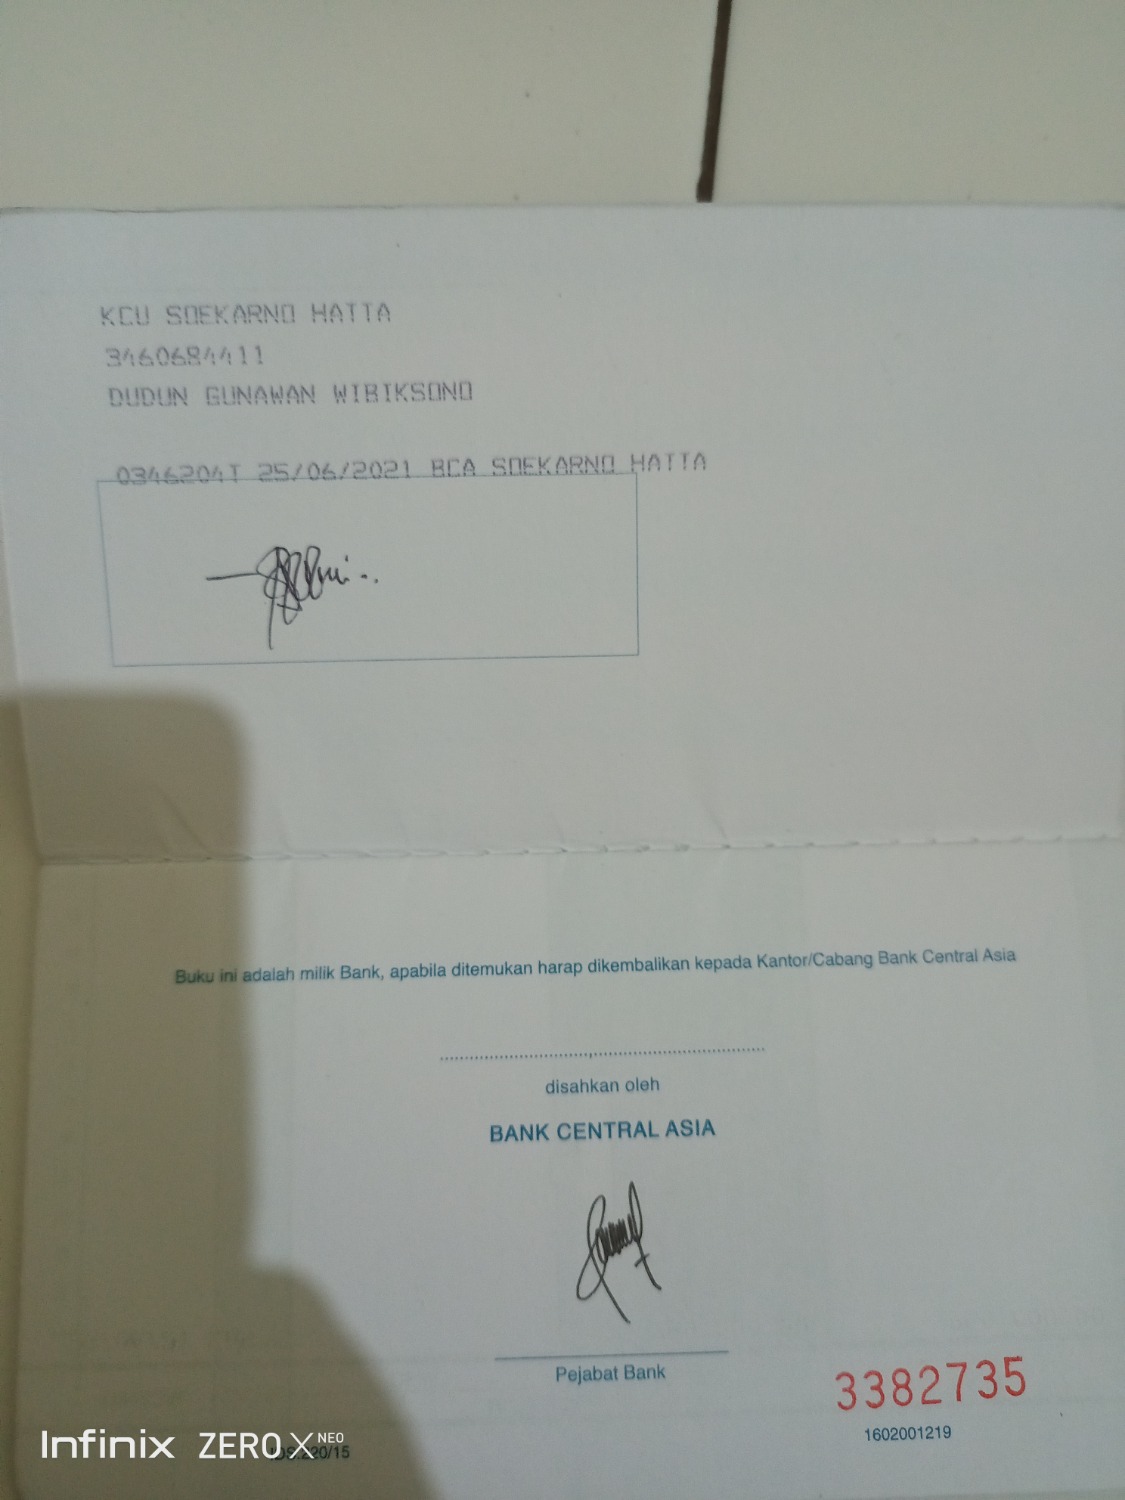 KCU SOEKARNO HATTA
3460684411
DUDUN GUNAWAN WIBIKSONO
0346204T 25/06/2021 BCA SOEKARNO HATTA
Buku ini adalah milik Bank, apabila ditemukan harap dikembalikan kepada Kantor/Cabang Bank Central Asia
disahkan oleh
BANK CENTRAL ASIA
Pejabat Bank
3382735
1602001219
Infinix ZERO X NEO
220/15